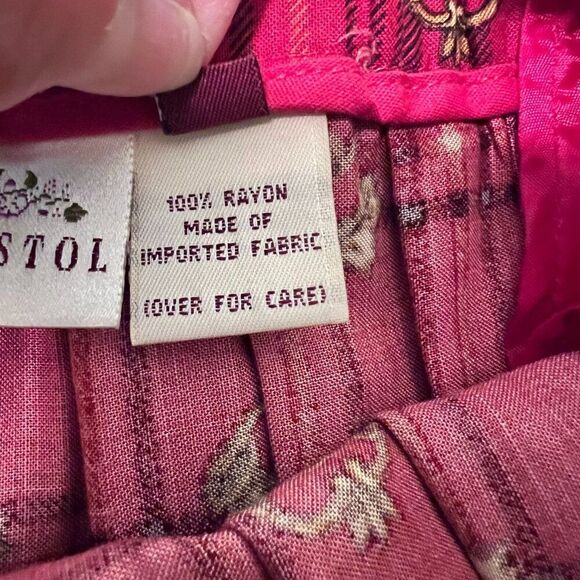 STOL
100% RAYON
MADE OF
IMPORTED FABRIC
(OVER FOR CARE)